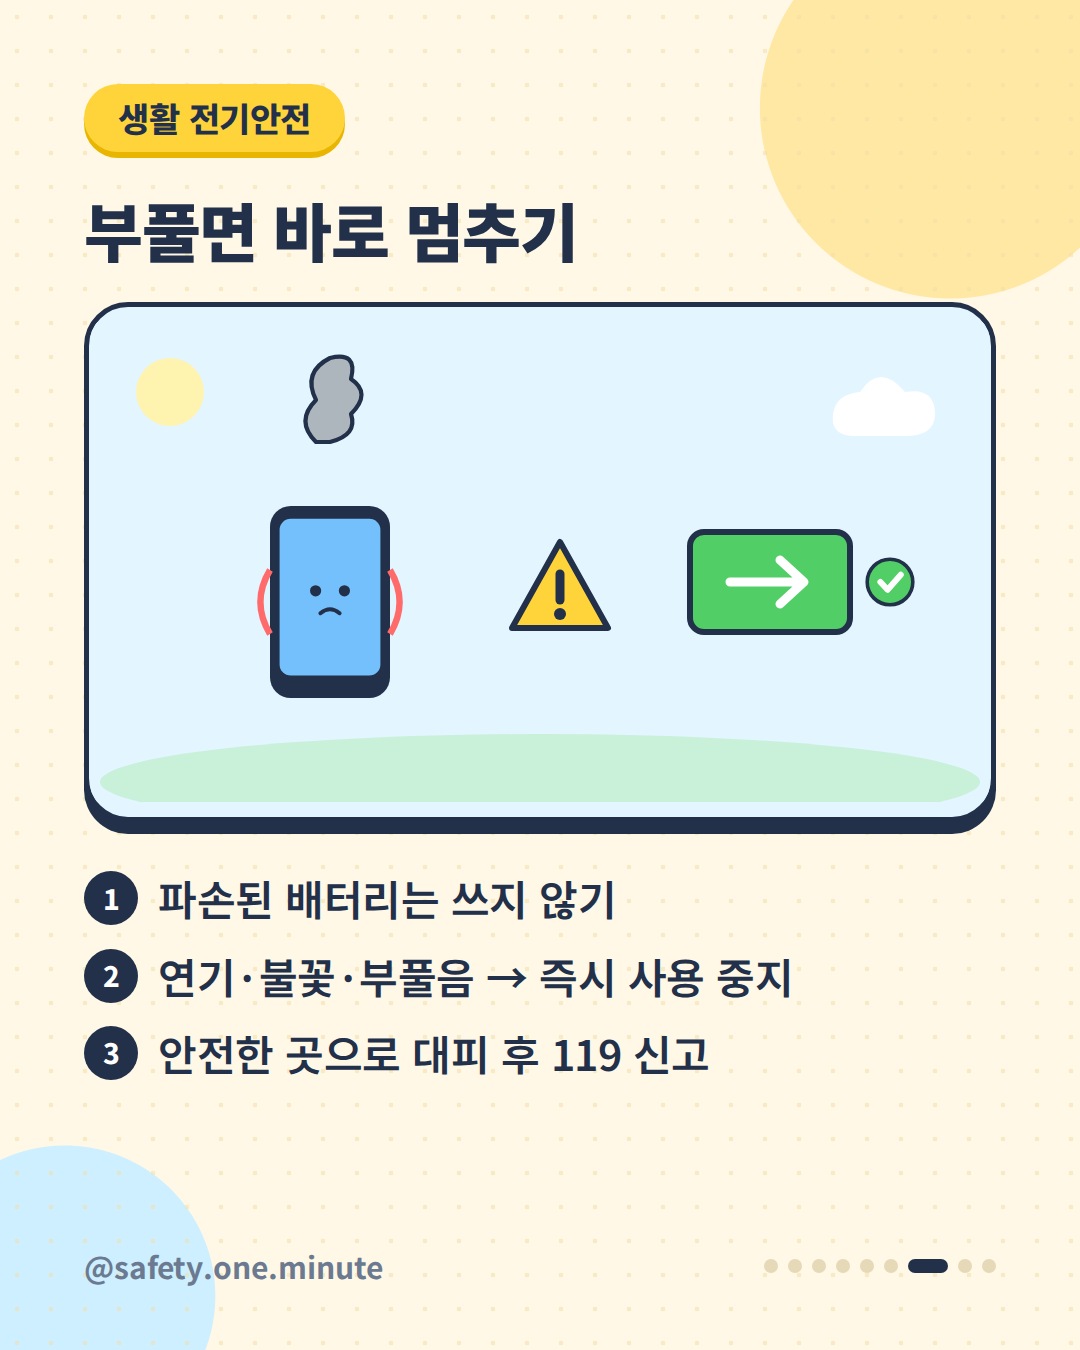 생활 전기안전
부풀면 바로 멈추기
1 파손된 배터리는 쓰지 않기
2 연기·불꽃·부풀음 → 즉시 사용 중지
3 안전한 곳으로 대피 후 119 신고
@safety.one.minute